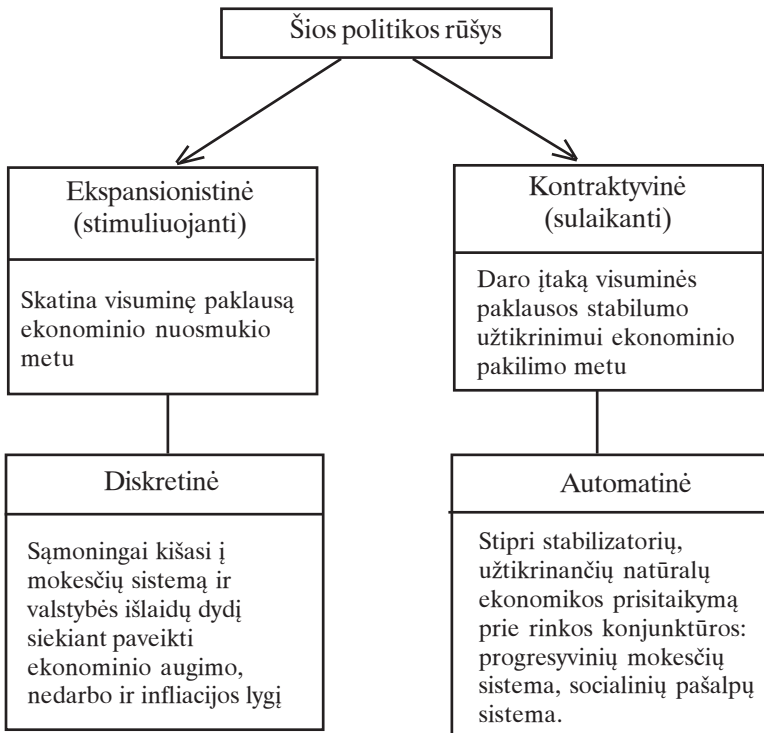 Šios politikos rūšys
Ekspansionistinė
(stimuliuojanti)
Skatina visuminę paklausą
ekonominio nuosmukio
metu
Kontraktyvinė
(sulaikanti)
Daro įtaką visuminės
paklausos stabilumo
užtikrinimui ekonominio
pakilimo metu
Diskretinė
Sąmoningai kišasi į
mokesčių sistemą ir
valstybės išlaidų dydį
siekiant paveikti
ekonominio augimo,
nedarbo ir infliacijos lygį
Automatinė
Stipri stabilizatorių,
užtikrinančių natūralų
ekonomikos prisitaikymą
prie rinkos konjunktūros:
progresyvinių mokesčių
sistema, socialinių pašalpų
sistema.